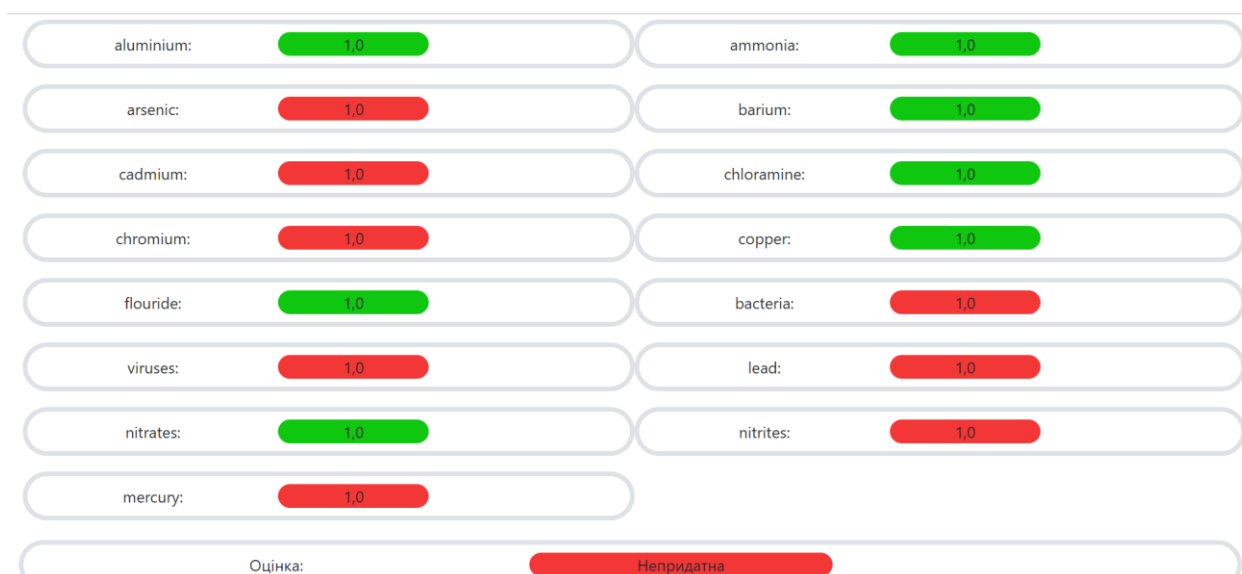 aluminium: 1,0 ammonia: 1,0
arsenic: 1,0 barium: 1,0
cadmium: 1,0 chloramine: 1,0
chromium: 1,0 copper: 1,0
flouride: 1,0 bacteria: 1,0
viruses: 1,0 lead: 1,0
nitrates: 1,0 nitrites: 1,0
mercury: 1,0
Оцінка: Непридатна